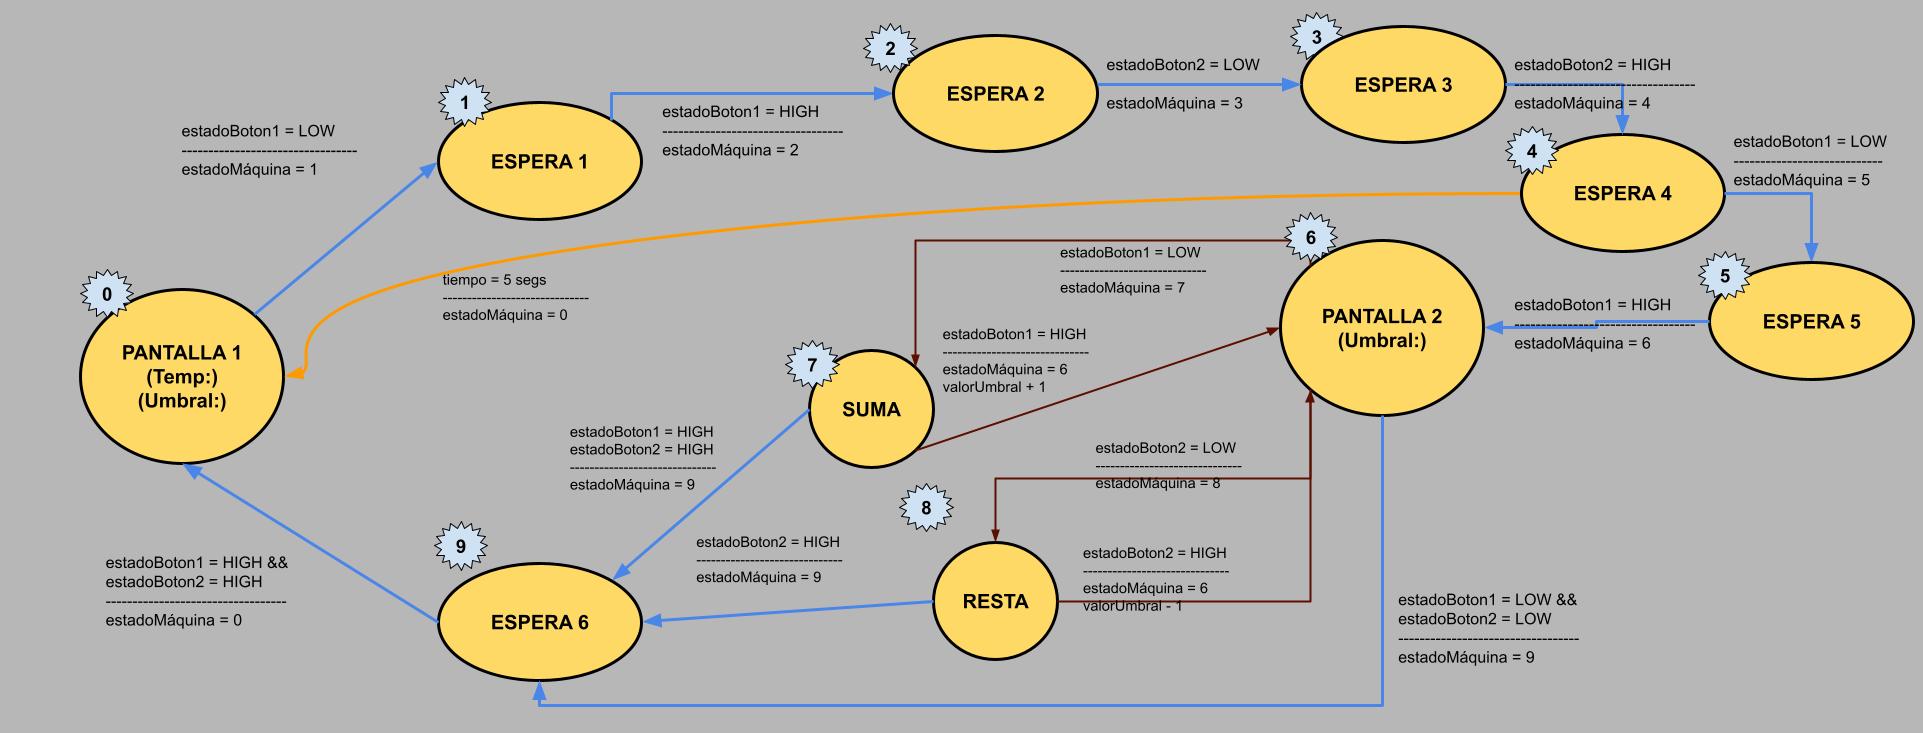 0
PANTALLA 1
(Temp:)
(Umbral:)
estadoBoton1 = LOW
----------------------------------
estadoMáquina = 1
1
ESPERA 1
estadoBoton1 = HIGH
-----------------------------------
estadoMáquina = 2
2
ESPERA 2
estadoBoton2 = LOW
estadoMáquina = 3
3
ESPERA 3
estadoBoton2 = HIGH
-----------------------------------
estadoMáquina = 4
4
ESPERA 4
estadoBoton1 = LOW
-----------------------------
estadoMáquina = 5
5
ESPERA 5
estadoBoton1 = HIGH
-----------------------------------
estadoMáquina = 6
tiempo = 5 segs
------------------------------
estadoMáquina = 0
6
PANTALLA 2
(Umbral:)
estadoBoton1 = LOW
------------------------------
estadoMáquina = 7
estadoBoton1 = HIGH
------------------------------
estadoMáquina = 6
valorUmbral + 1
7
SUMA
estadoBoton1 = HIGH
estadoBoton2 = HIGH
------------------------------
estadoMáquina = 9
estadoBoton2 = LOW
------------------------------
estadoMáquina = 8
8
RESTA
estadoBoton2 = HIGH
------------------------------
estadoMáquina = 6
valorUmbral - 1
estadoBoton2 = HIGH
------------------------------
estadoMáquina = 9
9
ESPERA 6
estadoBoton1 = HIGH &&
estadoBoton2 = HIGH
-----------------------------------
estadoMáquina = 0
estadoBoton1 = LOW &&
estadoBoton2 = LOW
-----------------------------------
estadoMáquina = 9